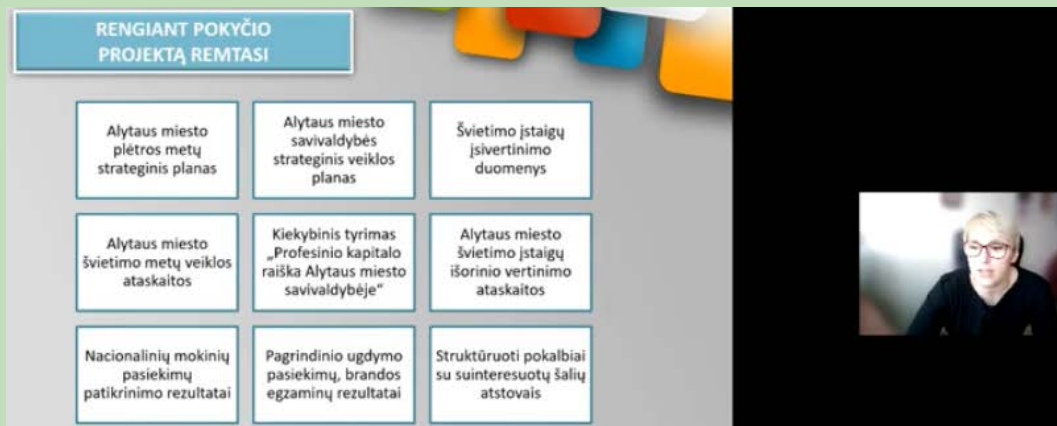 RENGIANT POKYČIO
PROJEKTĄ REMTASI
Alytaus miesto
plėtros metų
strateginis planas
Alytaus miesto
savivaldybės
strateginis veiklos
planas
Švietimo įstaigų
įsivertinimo
duomenys
Alytaus miesto
švietimo metų veiklos
ataskaitos
Kiekybinis tyrimas
„Profesinio kapitalo
raiška Alytaus miesto
savivaldybėje“
Alytaus miesto
švietimo įstaigų
išorinio vertinimo
ataskaitos
Nacionalinių mokinių
pasiekimų
patikrinimo rezultatai
Pagrindinio ugdymo
pasiekimų, brandos
egzaminų rezultatai
Struktūruoti pokalbiai
su suinteresuotų šalių
atstovais